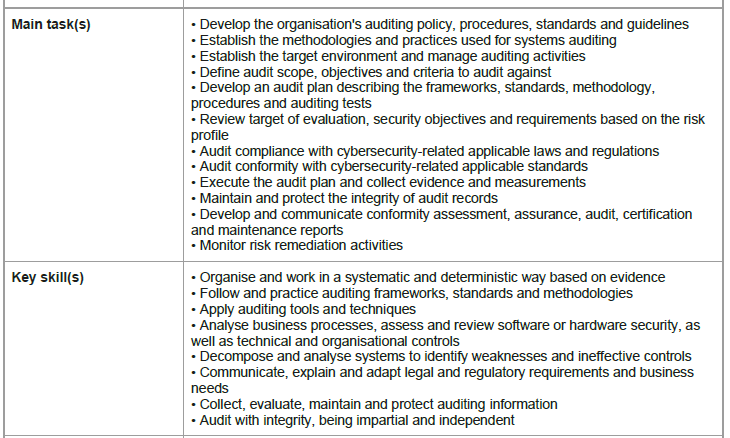 Main task(s)
• Develop the organisation's auditing policy, procedures, standards and guidelines
• Establish the methodologies and practices used for systems auditing
• Establish the target environment and manage auditing activities
• Define audit scope, objectives and criteria to audit against
• Develop an audit plan describing the frameworks, standards, methodology,
procedures and auditing tests
• Review target of evaluation, security objectives and requirements based on the risk
profile
• Audit compliance with cybersecurity-related applicable laws and regulations
• Audit conformity with cybersecurity-related applicable standards
• Execute the audit plan and collect evidence and measurements
• Maintain and protect the integrity of audit records
• Develop and communicate conformity assessment, assurance, audit, certification
and maintenance reports
• Monitor risk remediation activities
Key skill(s)
• Organise and work in a systematic and deterministic way based on evidence
• Follow and practice auditing frameworks, standards and methodologies
• Apply auditing tools and techniques
• Analyse business processes, assess and review software or hardware security, as
well as technical and organisational controls
• Decompose and analyse systems to identify weaknesses and ineffective controls
• Communicate, explain and adapt legal and regulatory requirements and business
needs
• Collect, evaluate, maintain and protect auditing information
• Audit with integrity, being impartial and independent